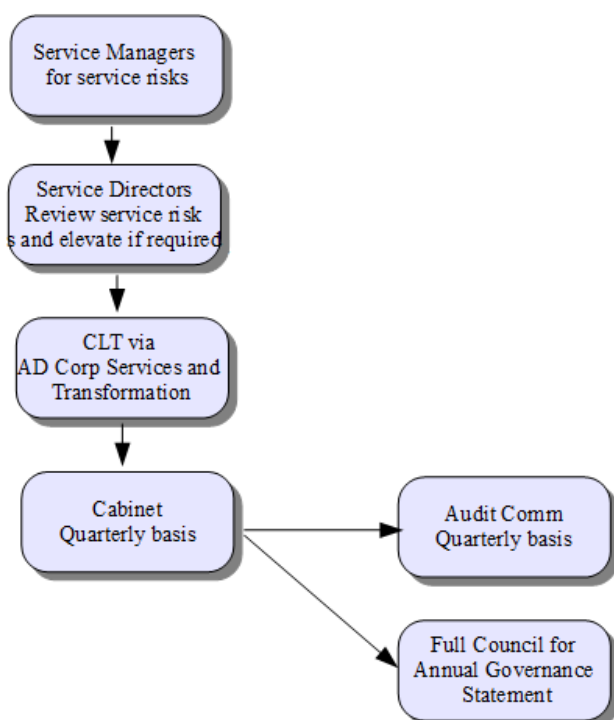 Service Managers
for service risks
Service Directors
Review service risk
s and elevate if required
CLT via
AD Corp Services and
Transformation
Cabinet
Quarterly basis
Audit Comm
Quarterly basis
Full Council for
Annual Governance
Statement